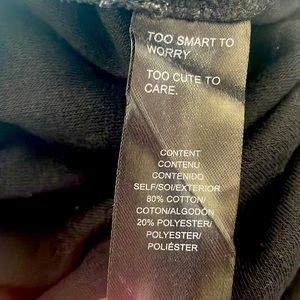 TOO SMART TO
WORRY
TOO CUTE TO
CARE.
CONTENT
CONTENU
CONTENIDO
SELF/SOI/EXTERIOR
80% COTTON/
COTON/ALGODÓN
20% POLYESTER/
POLYESTER/
POLIÉSTER